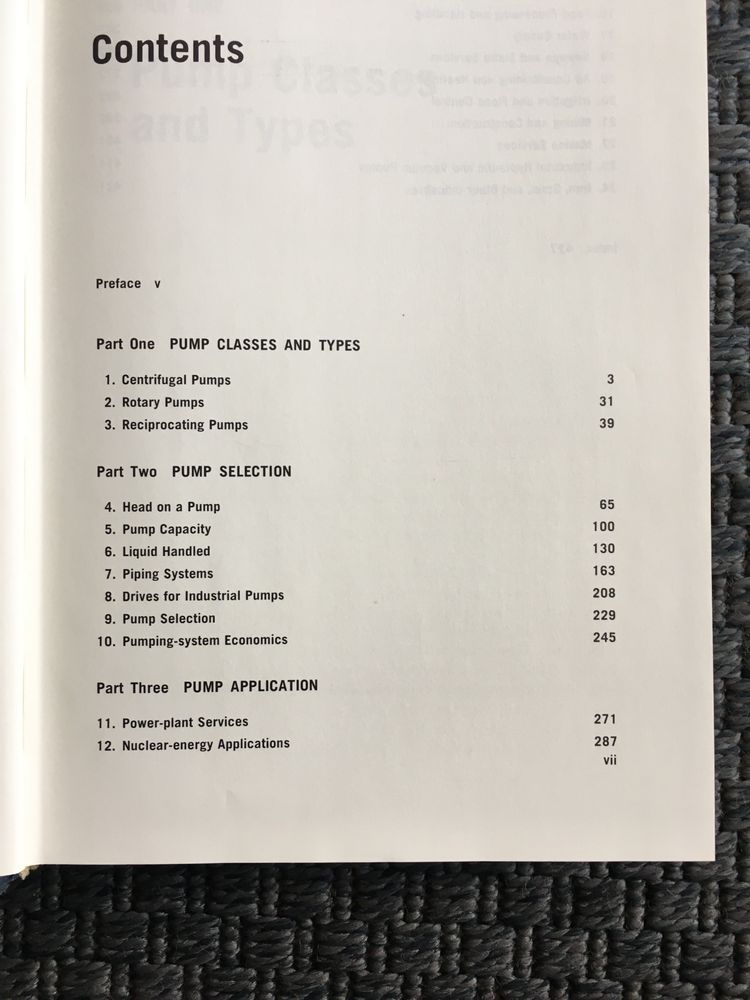 Contents
Preface v
Part One PUMP CLASSES AND TYPES
1. Centrifugal Pumps 3
2. Rotary Pumps 31
3. Reciprocating Pumps 39
Part Two PUMP SELECTION
4. Head on a Pump 65
5. Pump Capacity 100
6. Liquid Handled 130
7. Piping Systems 163
8. Drives for Industrial Pumps 208
9. Pump Selection 229
10. Pumping-system Economics 245
Part Three PUMP APPLICATION
11. Power-plant Services 271
12. Nuclear-energy Applications 287
vii